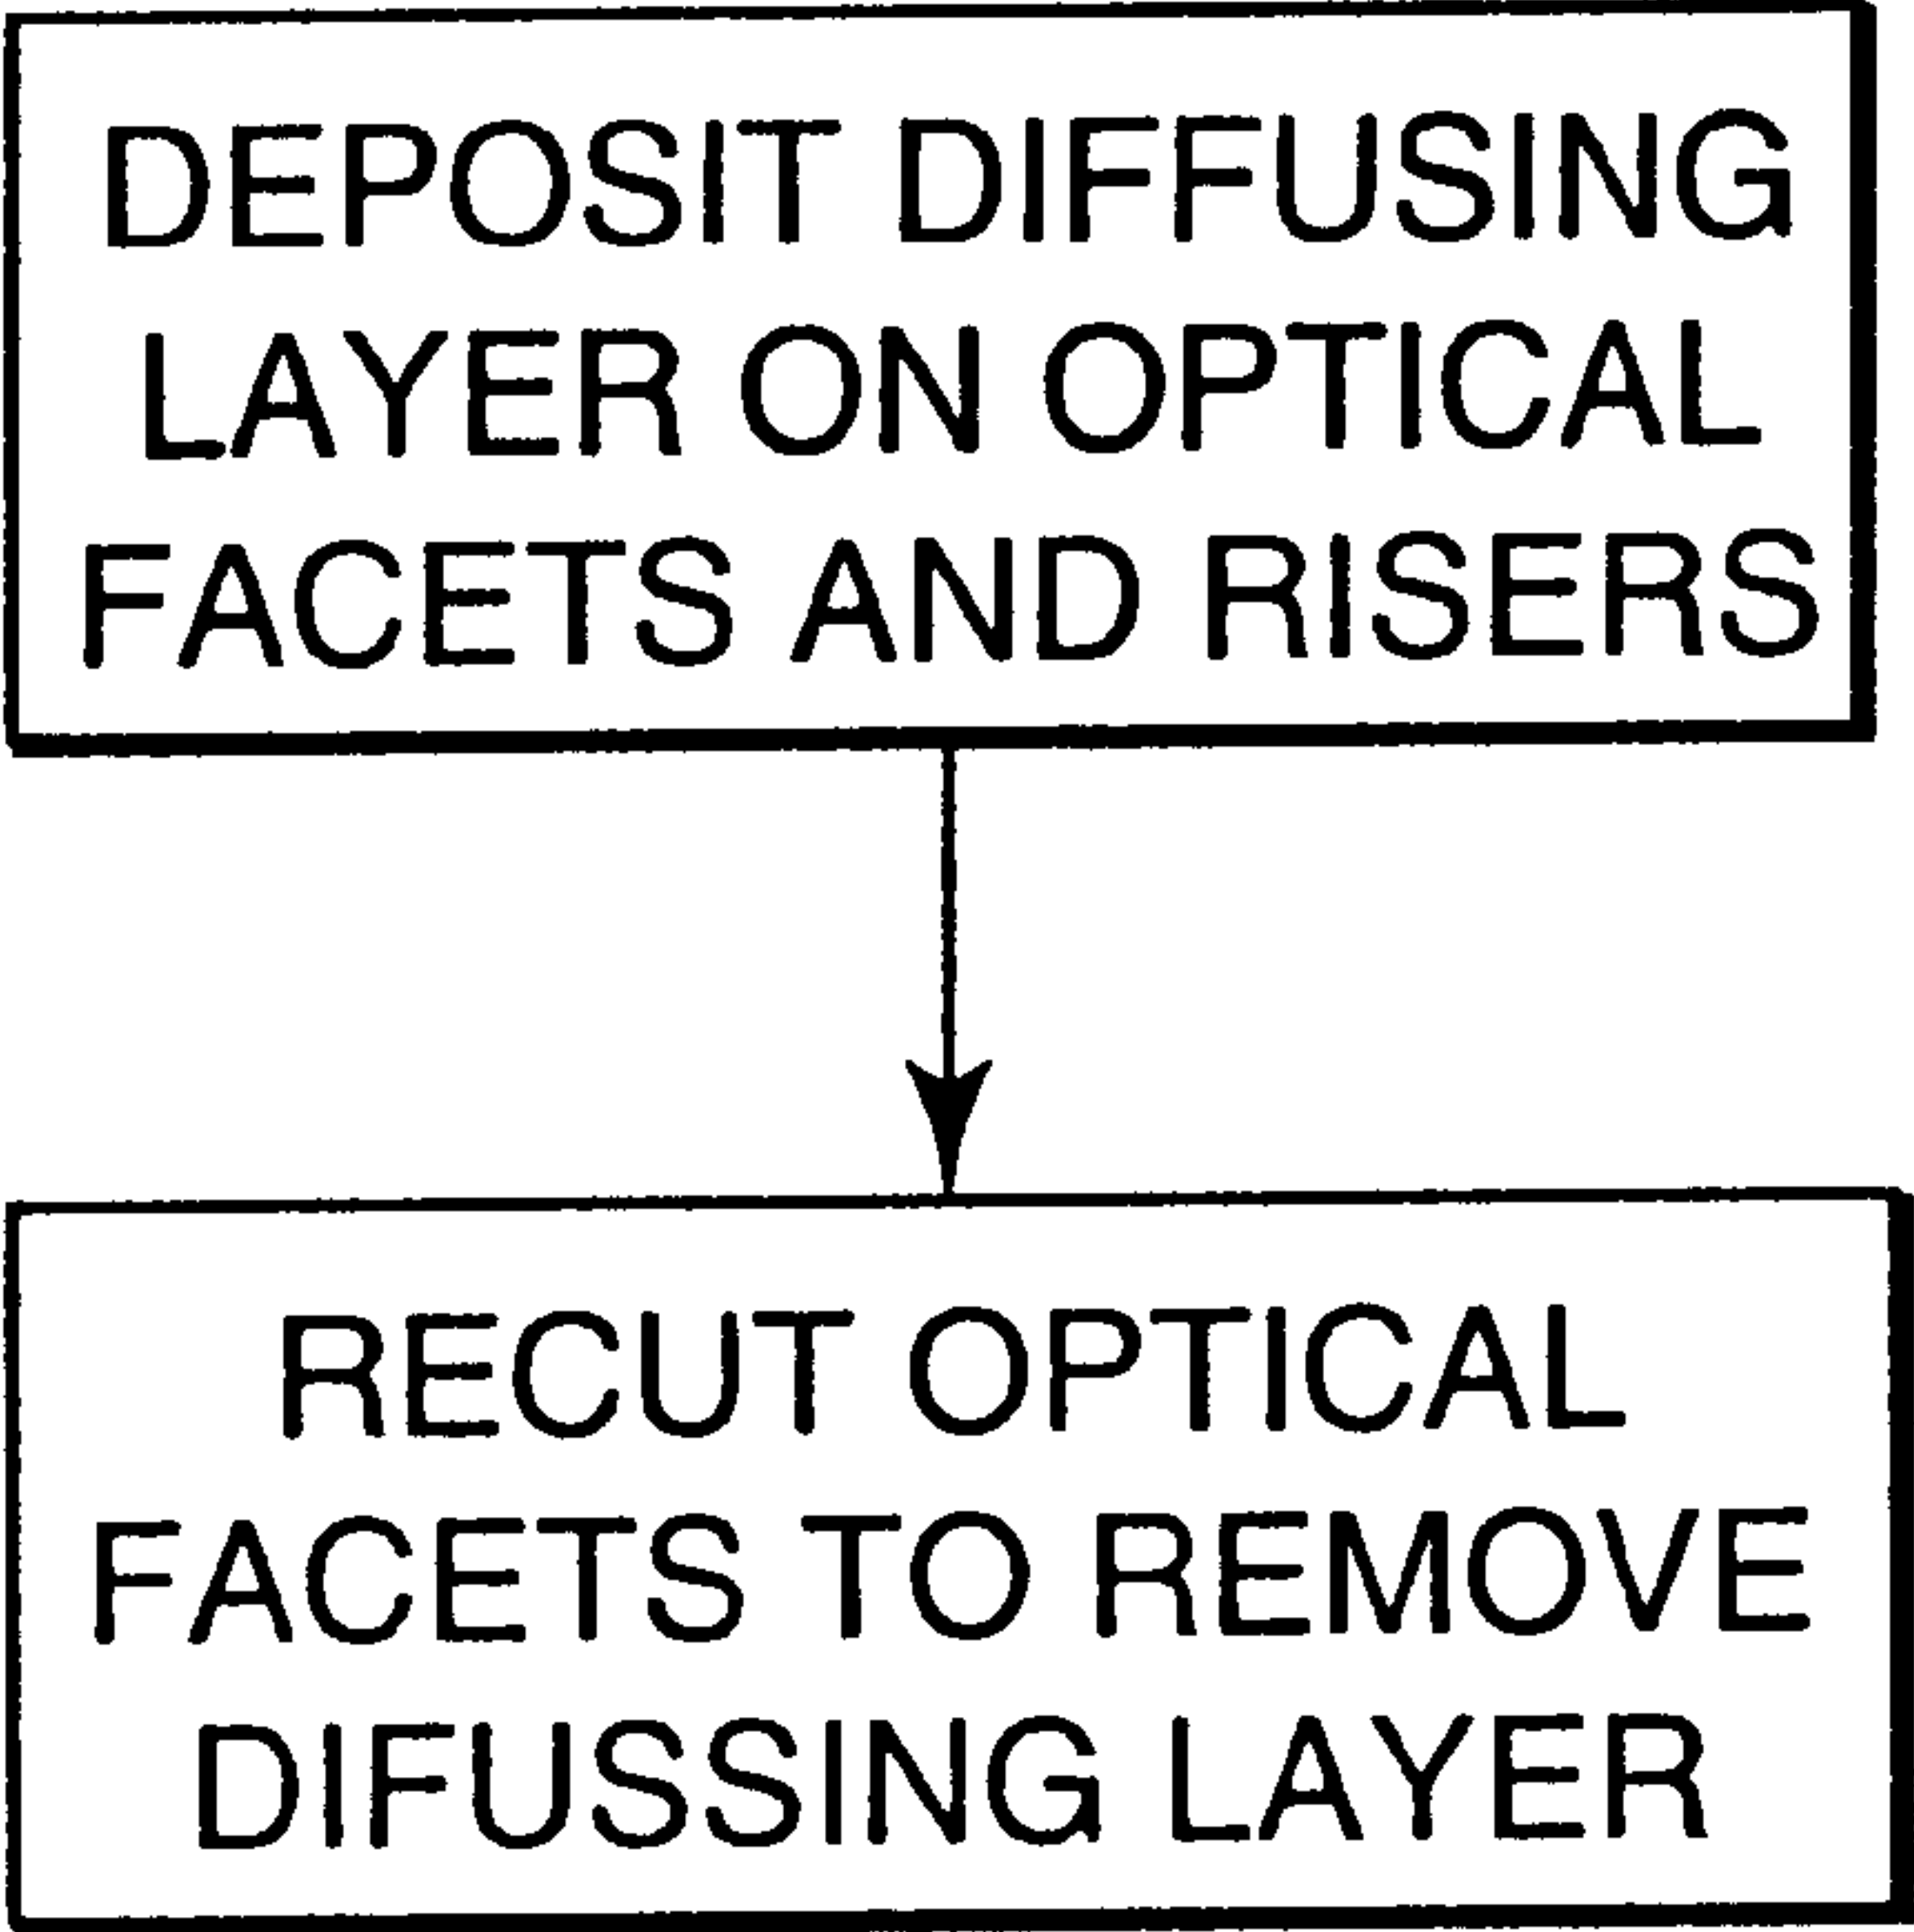 DEPOSIT DIFFUSING
LAYER ON OPTICAL
FACETS AND RISERS
RECUT OPTICAL
FACETS TO REMOVE
DIFUSSING LAYER